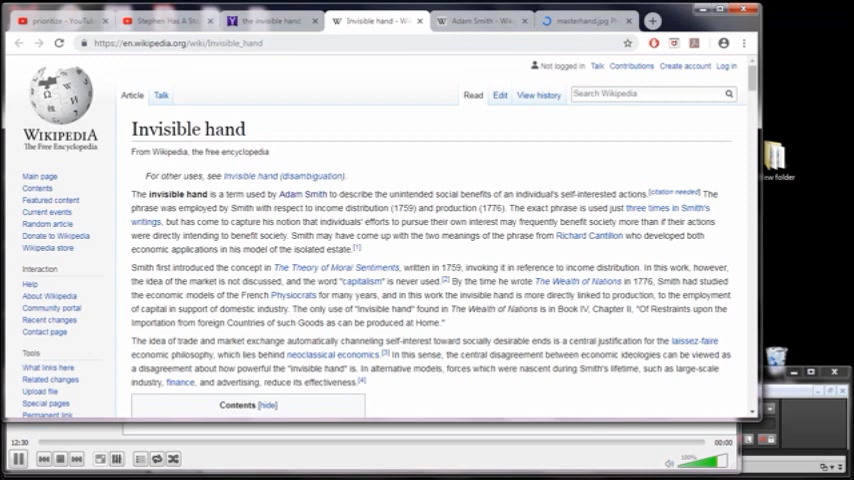 prioritize - YouTu
Stephen Has A St
the invisible hand
Invisible hand - Wi
Adam Smith - Wiki
masterhand.jpg P
https://en.wikipedia.org/wiki/Invisible_hand
Not logged in Talk Contributions Create account Log in
Article Talk Read Edit View history Search Wikipedia
WIKIPEDIA
The Free Encyclopedia
Invisible hand
From Wikipedia, the free encyclopedia
For other uses, see Invisible hand (disambiguation).
The invisible hand is a term used by Adam Smith to describe the unintended social benefits of an individual's self-interested actions.[citation needed] The
phrase was employed by Smith with respect to income distribution (1759) and production (1776). The exact phrase is used just three times in Smith's
writings, but has come to capture his notion that individuals' efforts to pursue their own interest may frequently benefit society more than if their actions
were directly intending to benefit society. Smith may have come up with the two meanings of the phrase from Richard Cantillon who developed both
economic applications in his model of the isolated estate.[1]
Smith first introduced the concept in The Theory of Moral Sentiments, written in 1759, invoking it in reference to income distribution. In this work, however,
the idea of the market is not discussed, and the word "capitalism" is never used.[2] By the time he wrote The Wealth of Nations in 1776, Smith had studied
the economic models of the French Physiocrats for many years, and in this work the invisible hand is more directly linked to production, to the employment
of capital in support of domestic industry. The only use of "invisible hand" found in The Wealth of Nations is in Book IV, Chapter II, "Of Restraints upon the
Importation from foreign Countries of such Goods as can be produced at Home."
The idea of trade and market exchange automatically channeling self-interest toward socially desirable ends is a central justification for the laissez-faire
economic philosophy, which lies behind neoclassical economics.[3] In this sense, the central disagreement between economic ideologies can be viewed as
a disagreement about how powerful the "invisible hand" is. In alternative models, forces which were nascent during Smith's lifetime, such as large-scale
industry, finance, and advertising, reduce its effectiveness.[4]
Contents [hide]
Main page
Contents
Featured content
Current events
Random article
Donate to Wikipedia
Wikipedia store
Interaction
Help
About Wikipedia
Community portal
Recent changes
Contact page
Tools
What links here
Related changes
Upload file
Special pages
Permanent link
New folder
12:30
00:00
100%